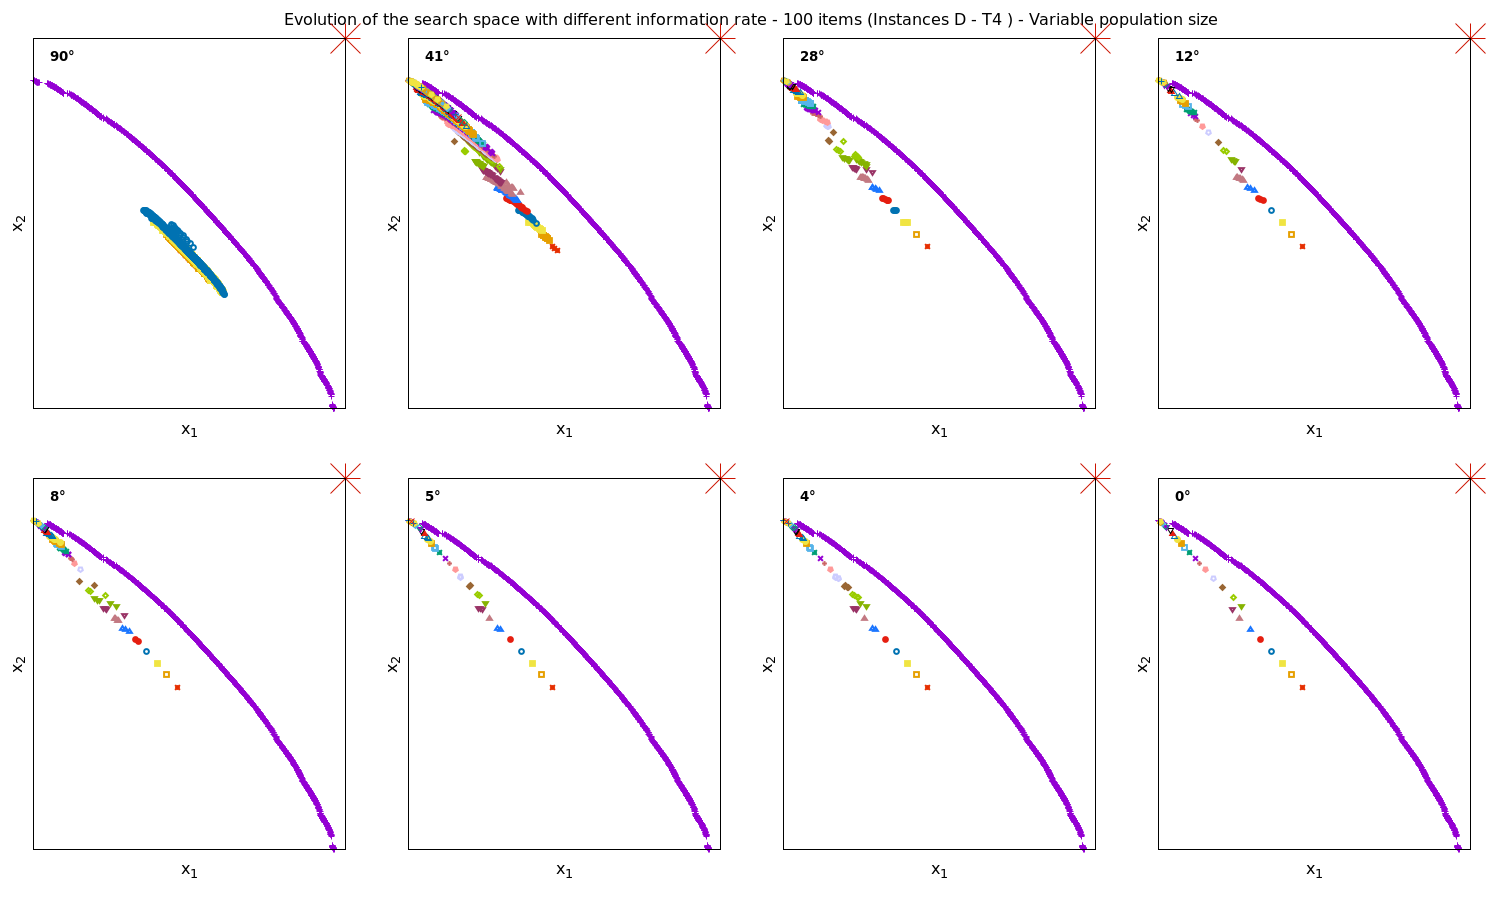 Evolution of the search space with different information rate - 100 items (Instances D - T4 ) - Variable population size
90°
41°
28°
12°
x2
x2
x2
x2
x1
x1
x1
x1
8°
5°
4°
0°
x2
x2
x2
x2
x1
x1
x1
x1